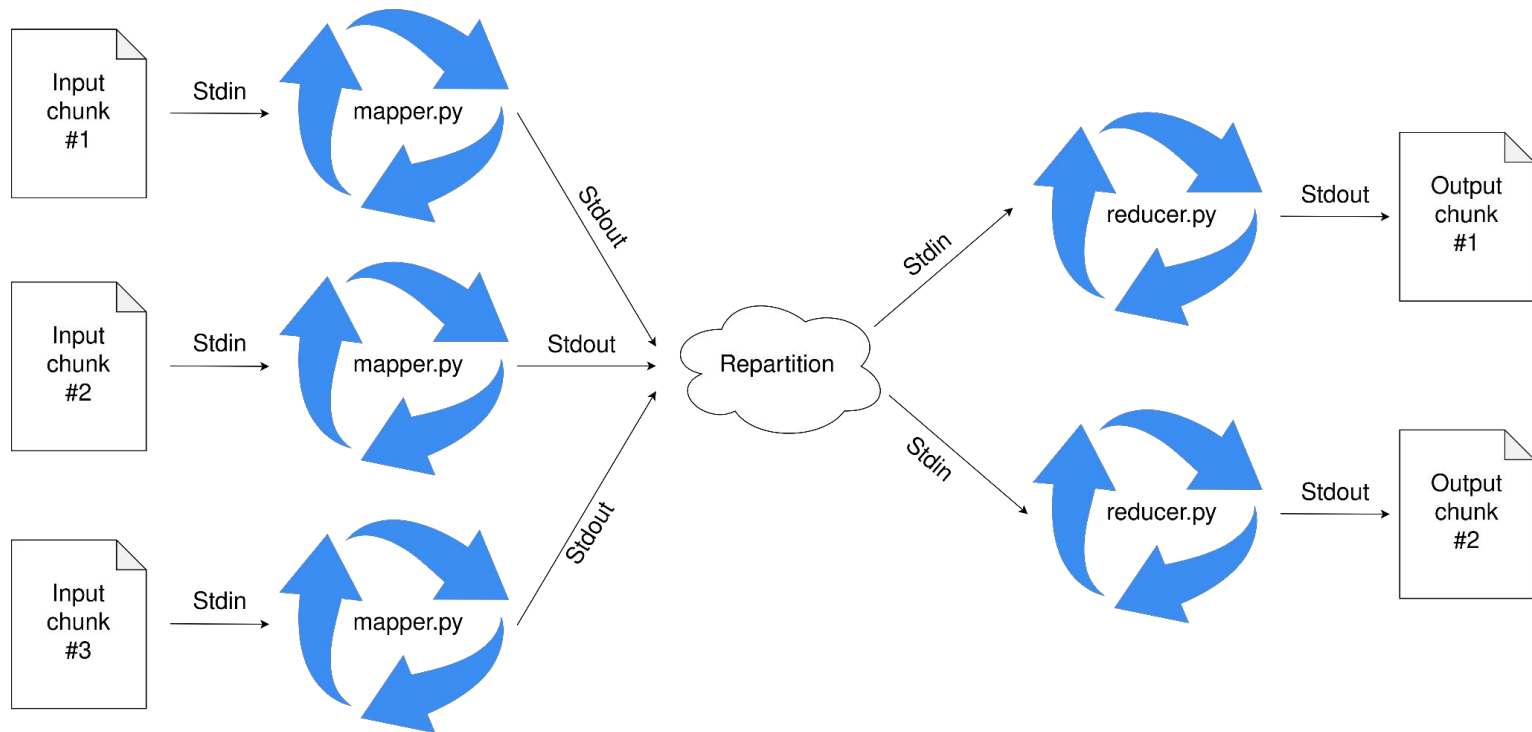 Input
chunk
#1
Stdin
mapper.py
Stdout
Input
chunk
#2
Stdin
mapper.py
Stdout
Input
chunk
#3
Stdin
mapper.py
Stdout
Repartition
Stdin
reducer.py
Stdout
Output
chunk
#1
Stdin
reducer.py
Stdout
Output
chunk
#2